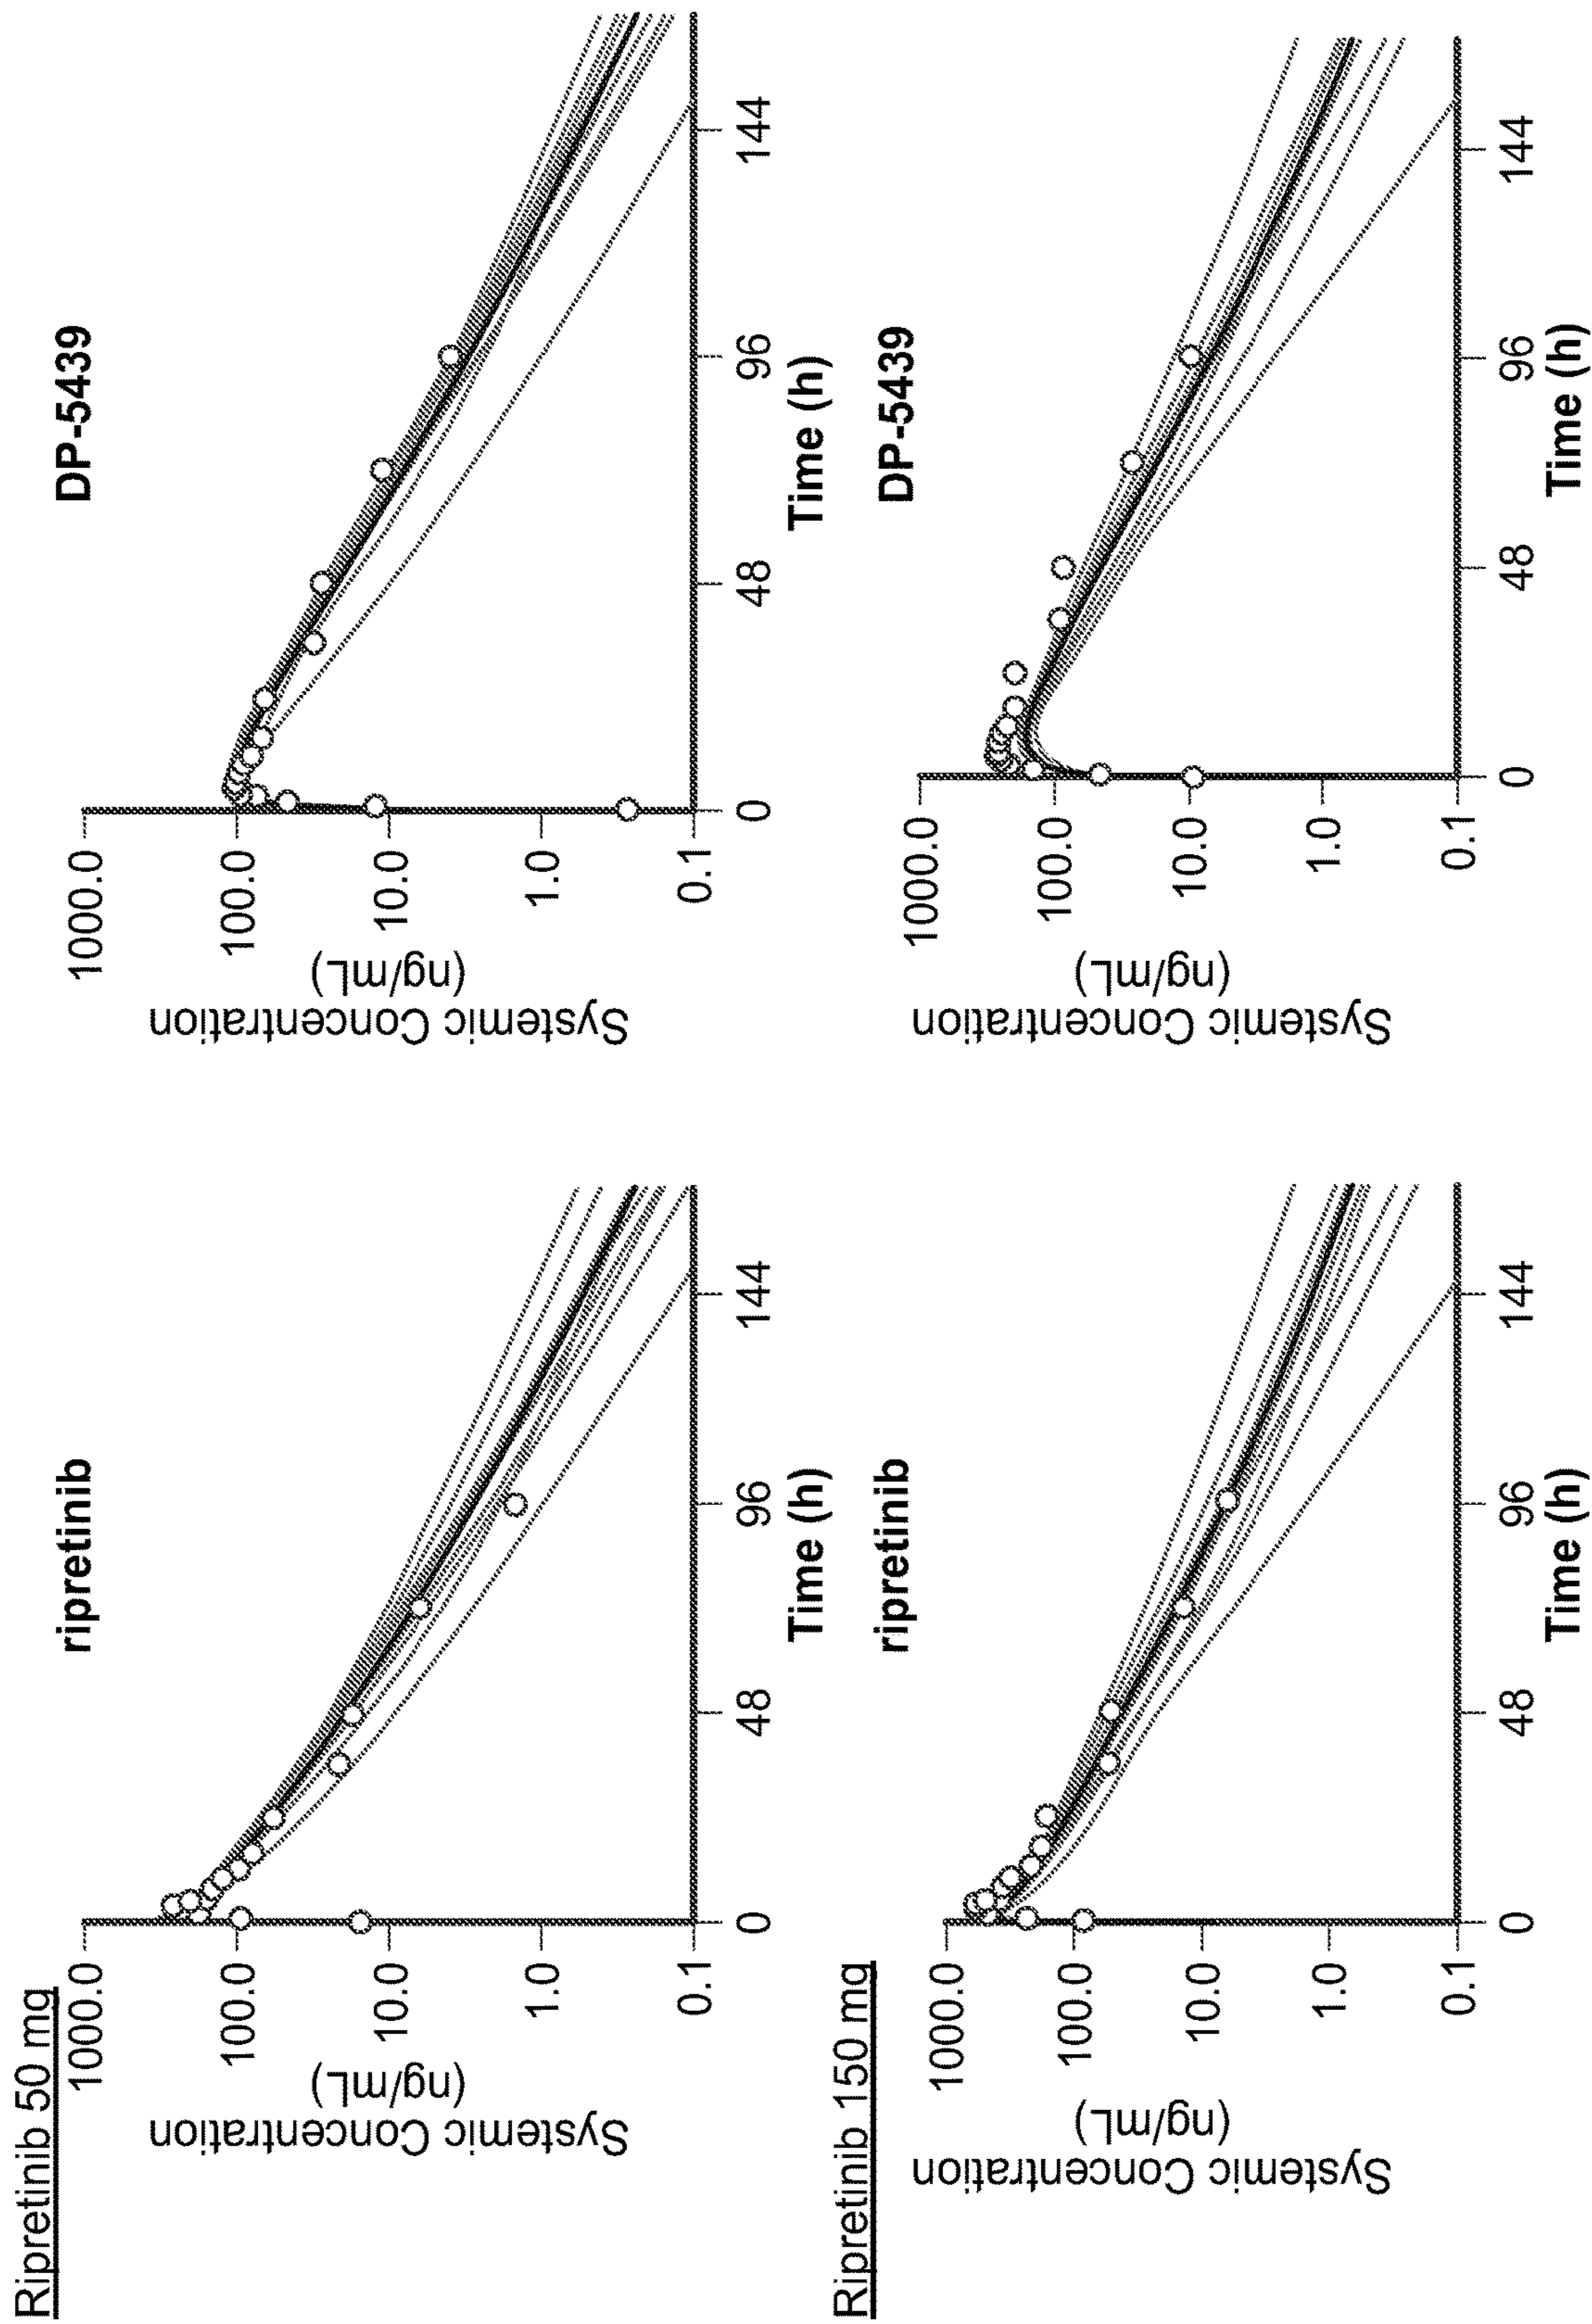 Ripretinib 50 mg
ripretinib
Systemic Concentration
(ng/mL)
1000.0
100.0
10.0
1.0
0.1
0
48
96
144
Time (h)
DP-5439
Systemic Concentration
(ng/mL)
1000.0
100.0
10.0
1.0
0.1
0
48
96
144
Time (h)
Ripretinib 150 mg
ripretinib
Systemic Concentration
(ng/mL)
1000.0
100.0
10.0
1.0
0.1
0
48
96
144
Time (h)
DP-5439
Systemic Concentration
(ng/mL)
1000.0
100.0
10.0
1.0
0.1
0
48
96
144
Time (h)